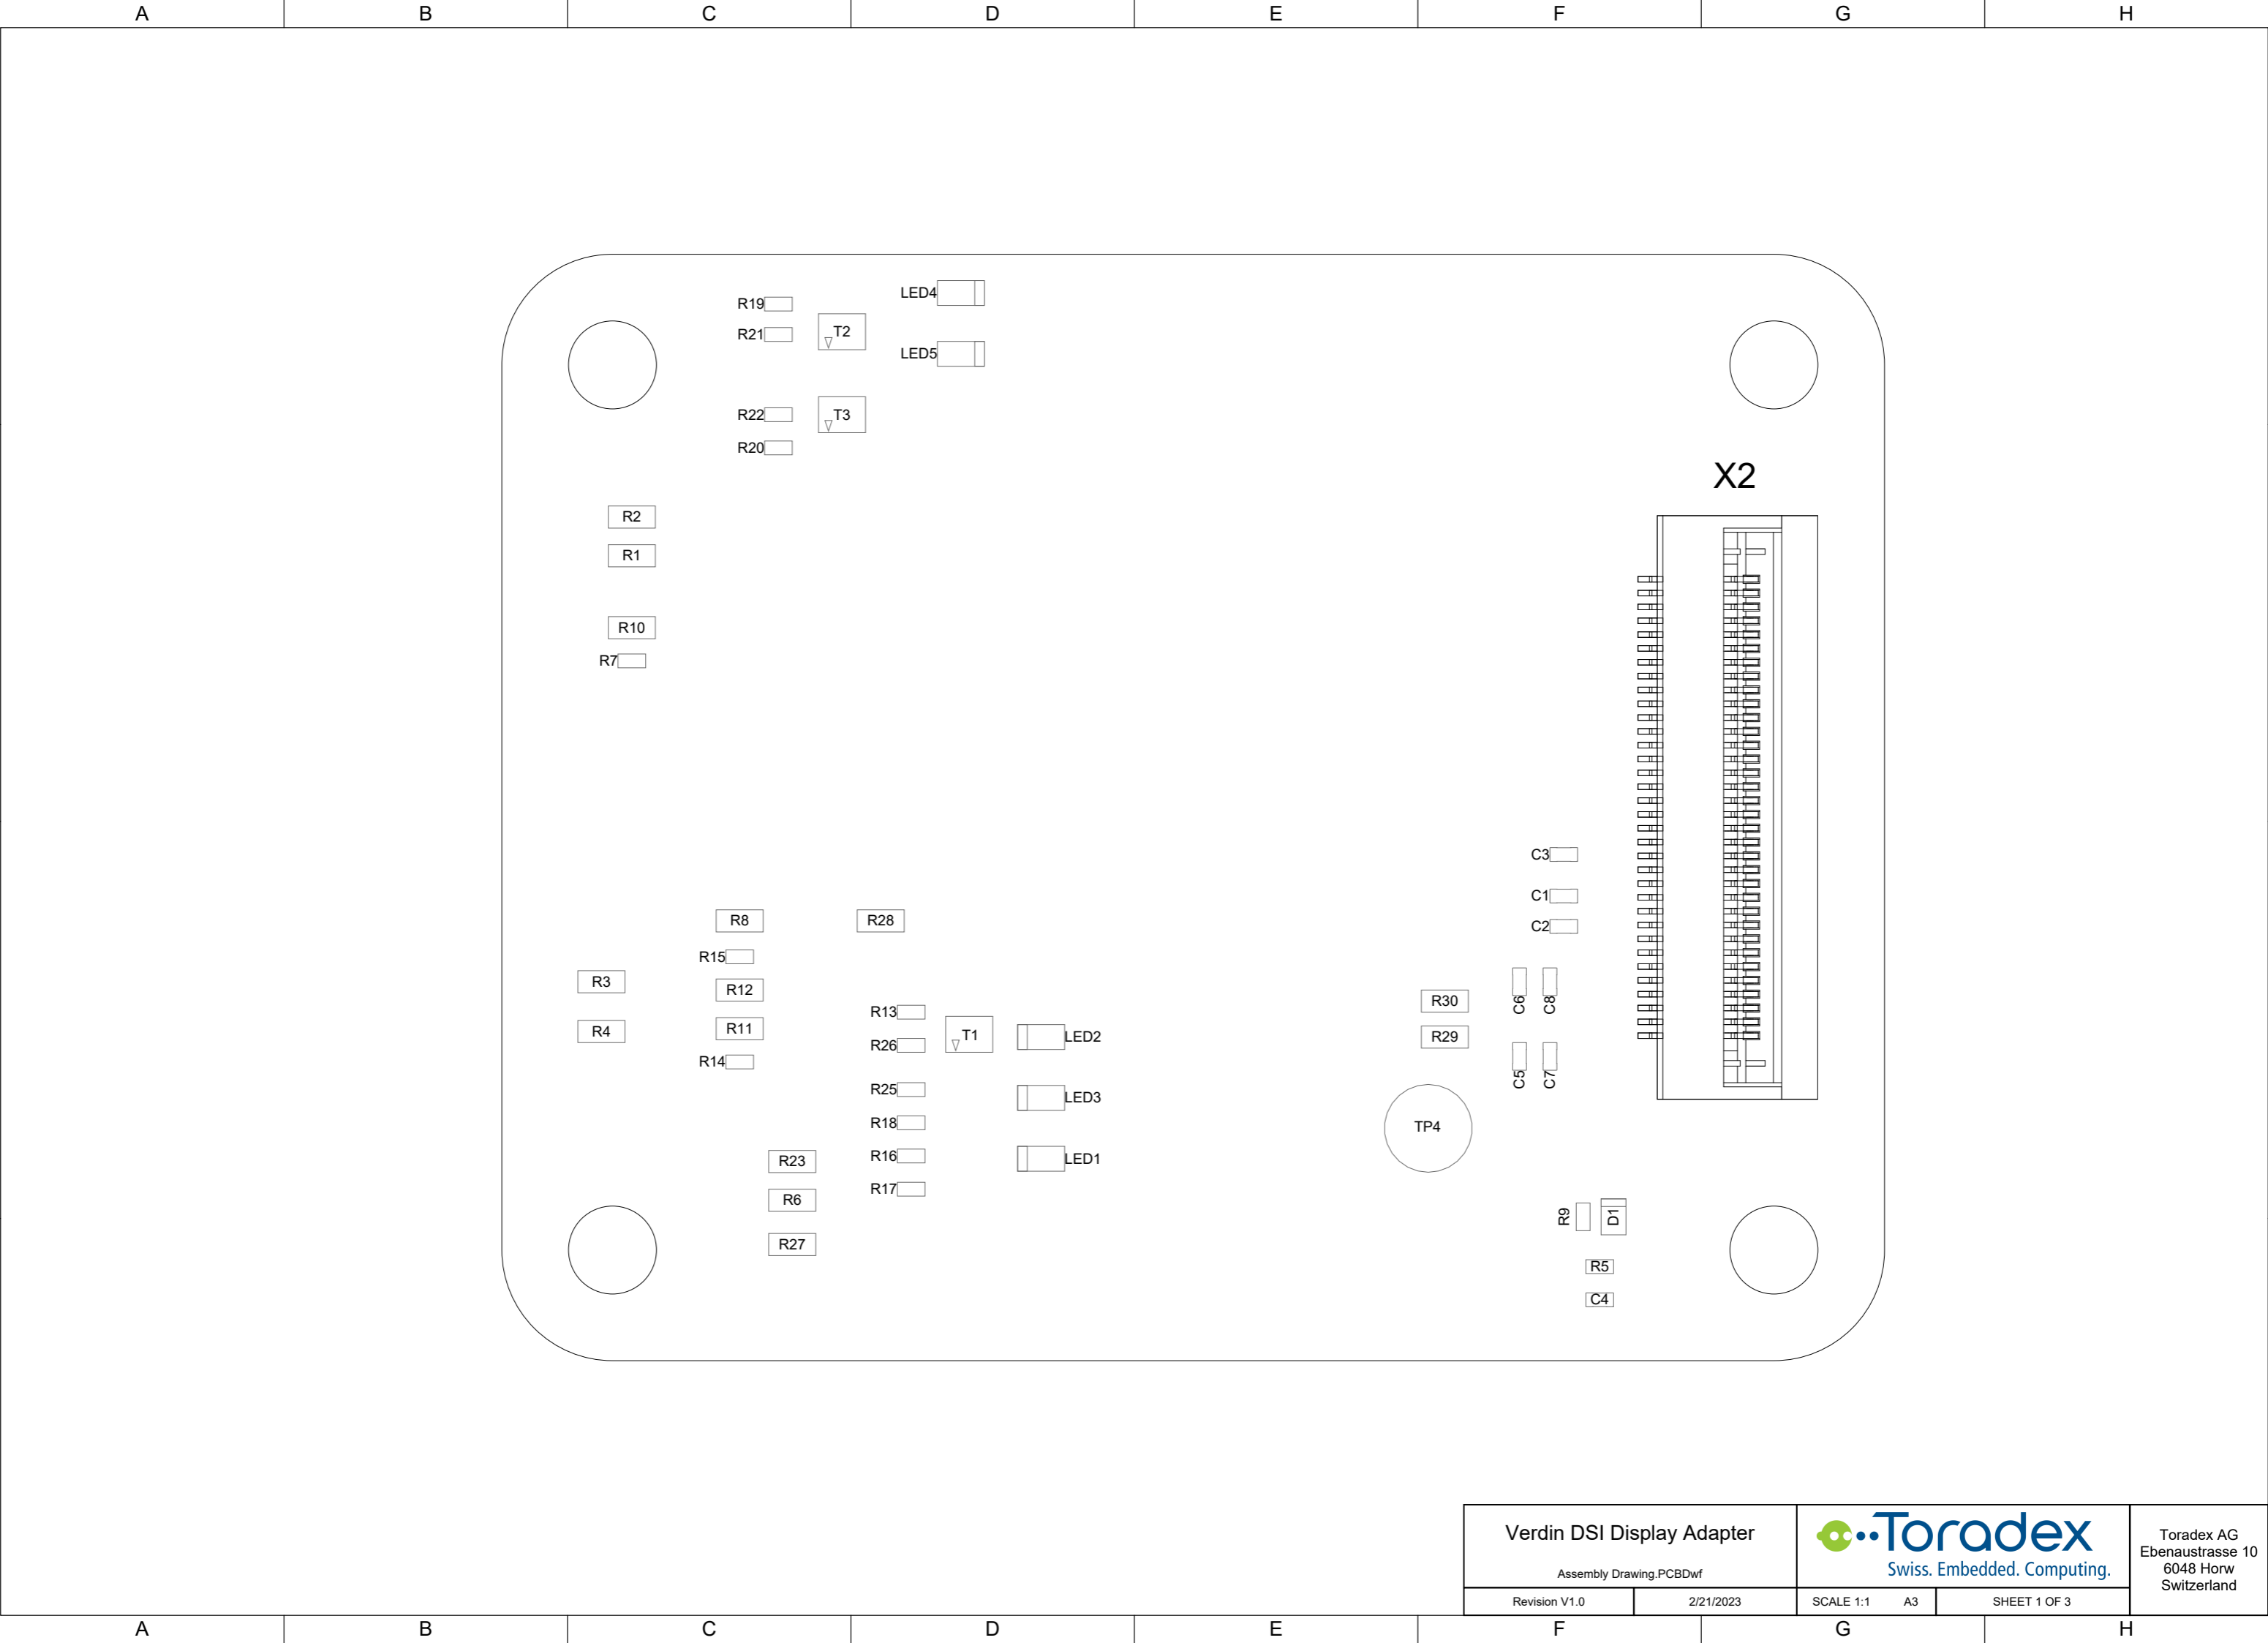 A B C D E F G H
LED4
R19
T2
R21
LED5
R22
T3
R20
X2
R2
R1
R10
R7
C3
C1
R8
R28
C2
R15
R3
R12
R30
C6
C8
R13
R4
R11
T1
LED2
R29
R26
R14
C5
C7
R25
LED3
R18
TP4
R16
LED1
R23
R17
R6
R9
D1
R27
R5
C4
Verdin DSI Display Adapter
Assembly Drawing.PCBDwf
Revision V1.0
2/21/2023
Toradex
Swiss. Embedded. Computing.
SCALE 1:1 A3
SHEET 1 OF 3
Toradex AG
Ebenaustrasse 10
6048 Horw
Switzerland
A B C D E F G H